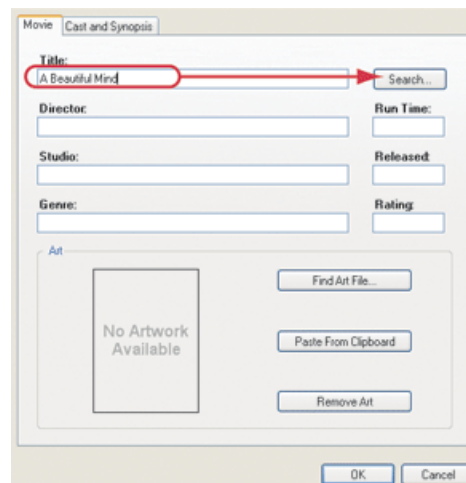 Movie Cast and Synopsis
Title:
A Beautiful Mind Search...
Director: Run Time:
Studio: Released:
Genre: Rating:
Art
No Artwork
Available
Find Art File...
Paste From Clipboard
Remove Art
OK Cancel